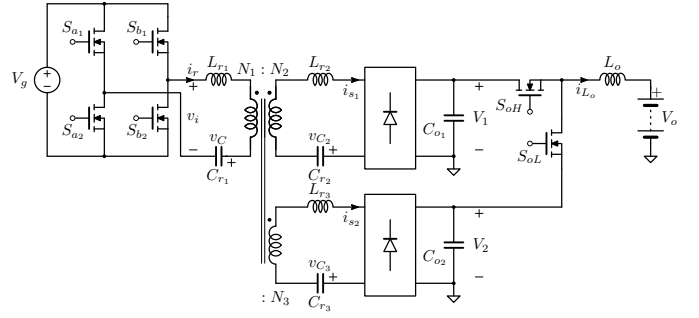 S_{a_1} S_{b_1}
i_r L_{r_1} N_1 : N_2 L_{r_2} L_o
+ + i_{s_1} + i_{L_o} +
V_g + − S_{oH}
S_{a_2} S_{b_2} v_i C_{o_1} V_1 V_o
v_C v_{C_2} S_{oL}
− + + −
C_{r_1} C_{r_2}
L_{r_3}
i_{s_2} +
v_{C_3} C_{o_2} V_2
+ −
C_{r_3}
: N_3